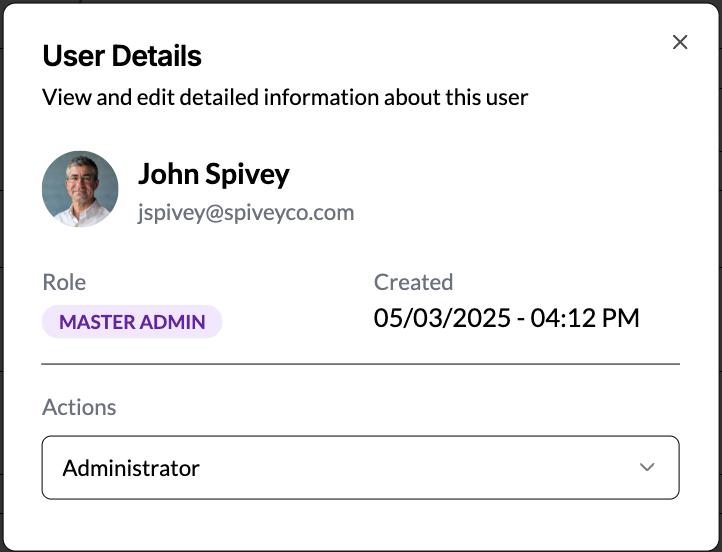 User Details
View and edit detailed information about this user
John Spivey
jspivey@spiveyco.com
Role
Created
MASTER ADMIN
05/03/2025 - 04:12 PM
Actions
Administrator